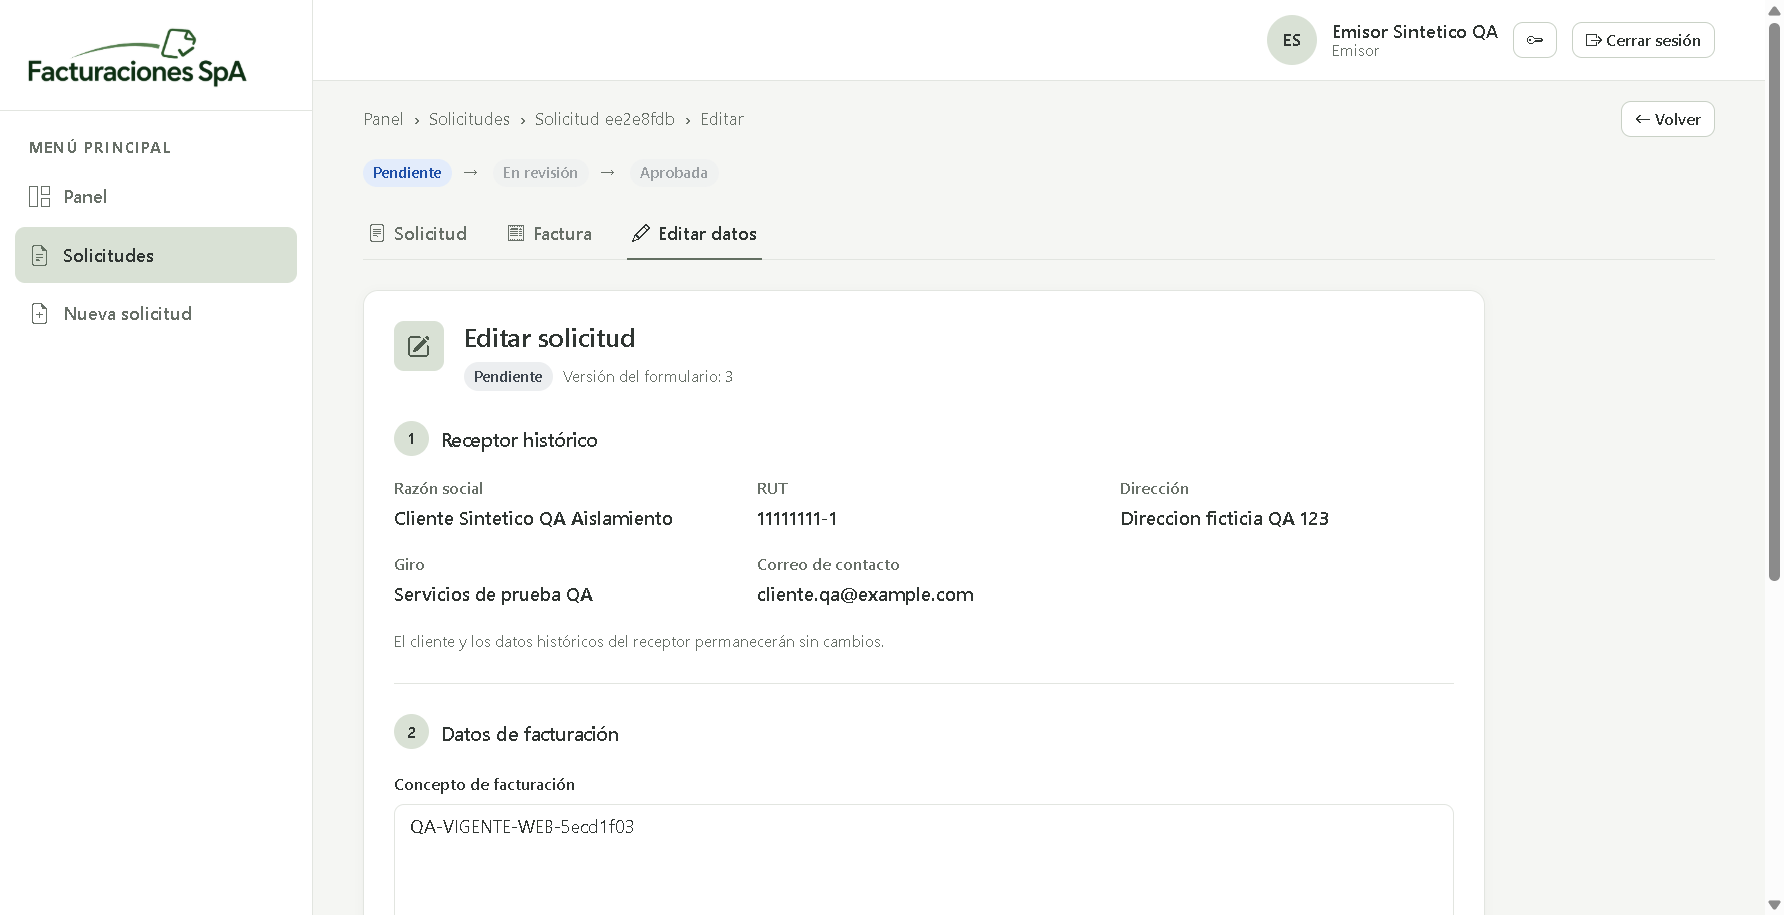 Facturaciones SpA
ES
Emisor Sintetico QA
Emisor
Cerrar sesión
MENÚ PRINCIPAL
Panel
Solicitudes
Nueva solicitud
Panel › Solicitudes › Solicitud ee2e8fdb › Editar
← Volver
Pendiente → En revisión → Aprobada
Solicitud Factura Editar datos
Editar solicitud
Pendiente Versión del formulario: 3
1 Receptor histórico
Razón social RUT Dirección
Cliente Sintetico QA Aislamiento 11111111-1 Direccion ficticia QA 123
Giro Correo de contacto
Servicios de prueba QA cliente.qa@example.com
El cliente y los datos históricos del receptor permanecerán sin cambios.
2 Datos de facturación
Concepto de facturación
QA-VIGENTE-WEB-5ecd1f03